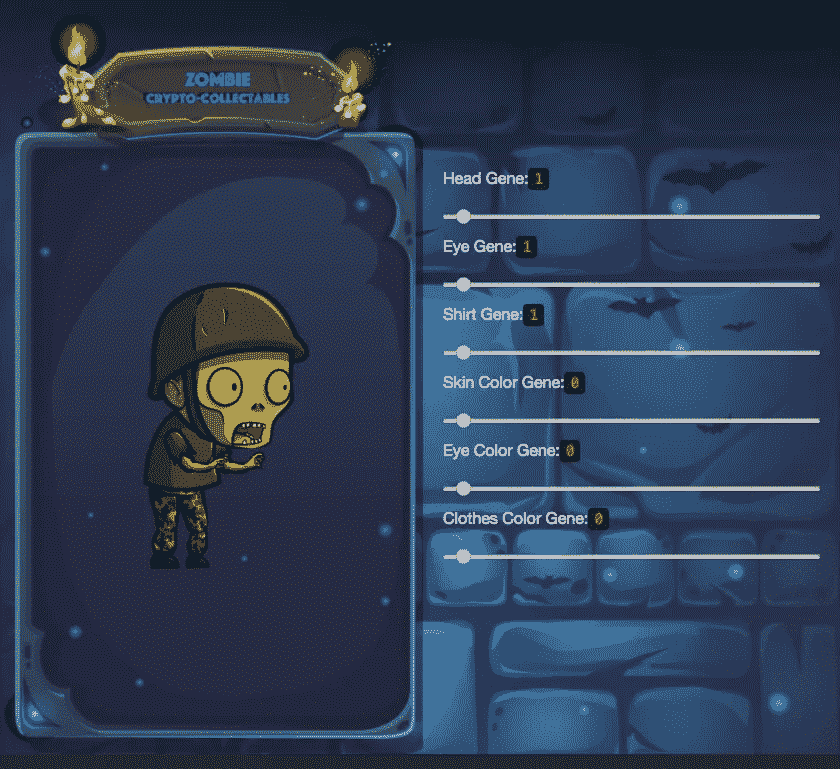 ZOMBIE
CRYPTO-COLLECTABLES
Head Gene: 1
Eye Gene: 1
Shirt Gene: 1
Skin Color Gene: 0
Eye Color Gene: 0
Clothes Color Gene: 0